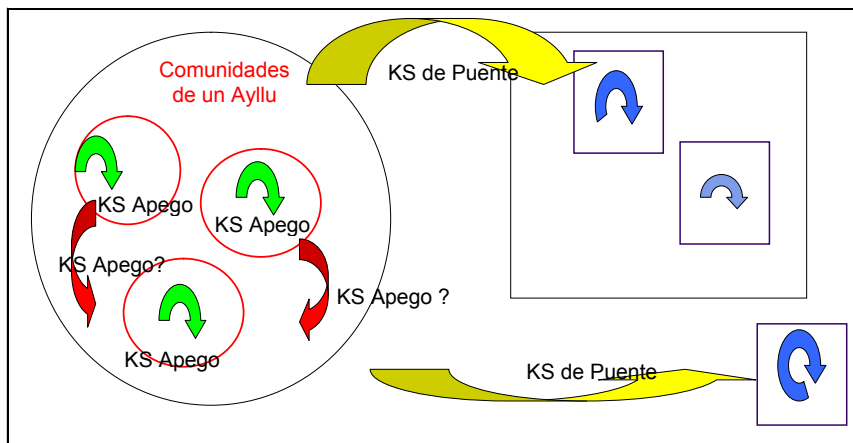 Comunidades
de un Ayllu
KS de Puente
KS Apego
KS Apego
KS Apego?
KS Apego ?
KS Apego
KS de Puente